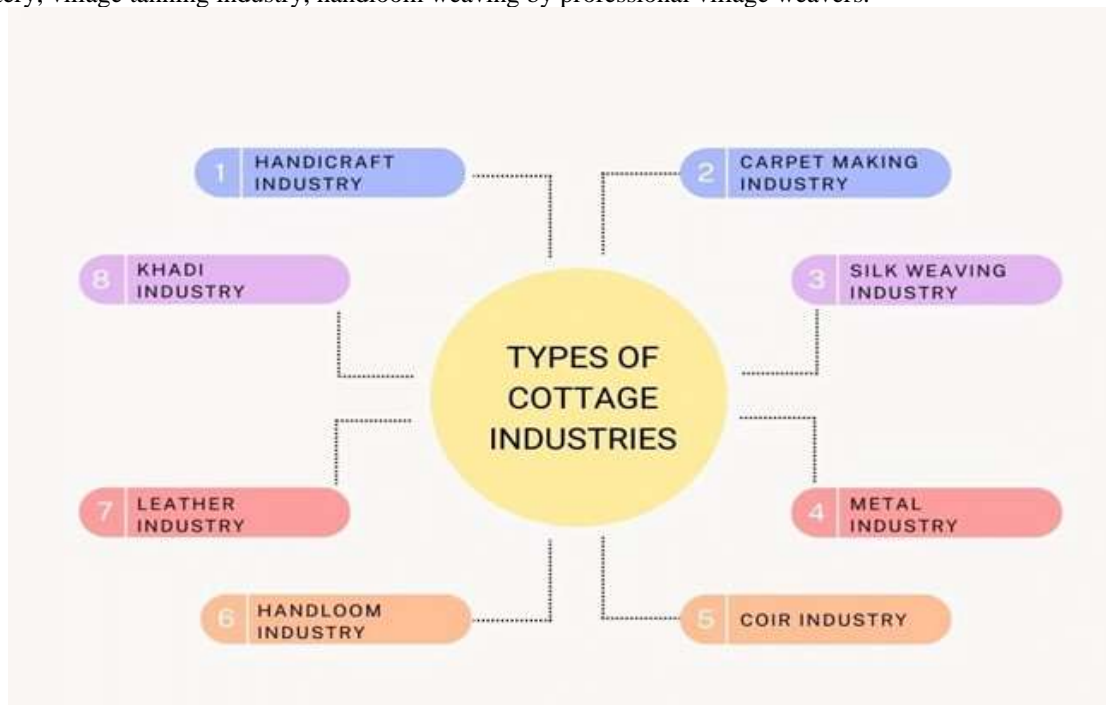 village tanning industry, handloom weaving by professional village weavers.
1 HANDICRAFT
INDUSTRY
2 CARPET MAKING
INDUSTRY
3 SILK WEAVING
INDUSTRY
4 METAL
INDUSTRY
5 COIR INDUSTRY
6 HANDLOOM
INDUSTRY
7 LEATHER
INDUSTRY
8 KHADI
INDUSTRY
TYPES OF
COTTAGE
INDUSTRIES